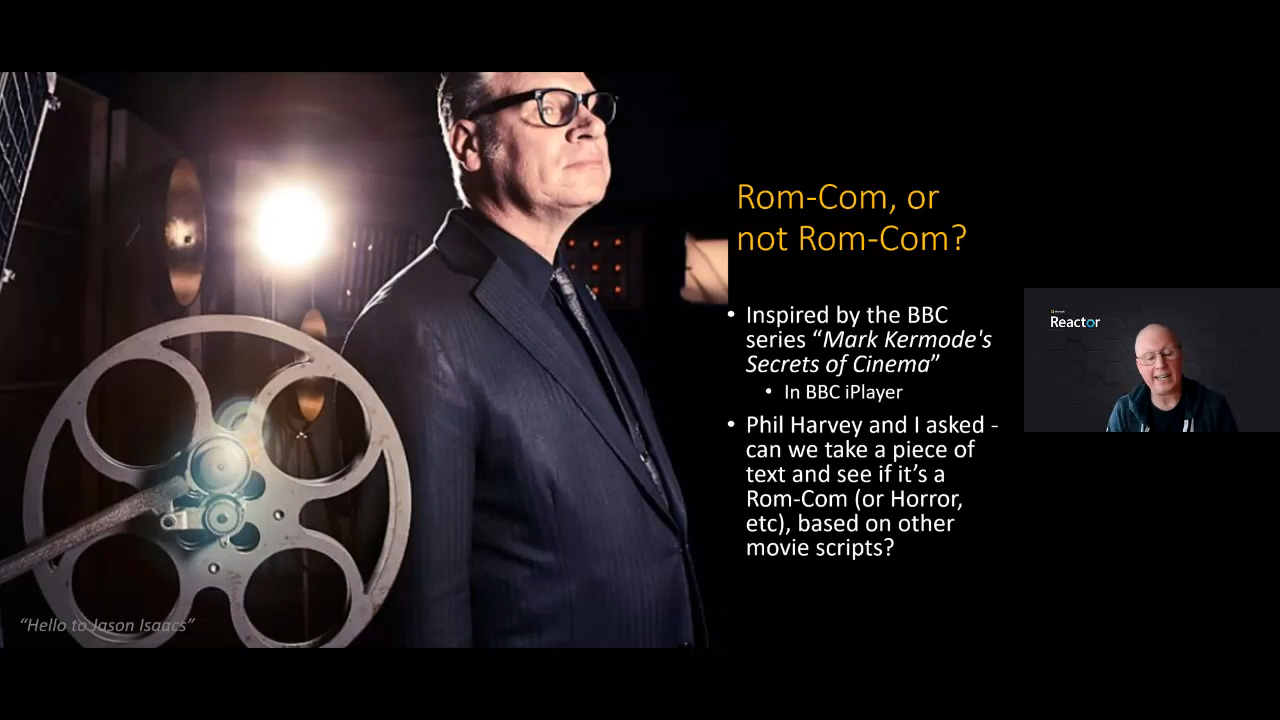 Rom-Com, or
not Rom-Com?
• Inspired by the BBC
series “Mark Kermode's
Secrets of Cinema”
• In BBC iPlayer
• Phil Harvey and I asked -
can we take a piece of
text and see if it’s a
Rom-Com (or Horror,
etc), based on other
movie scripts?
“Hello to Jason Isaacs”
Reactor